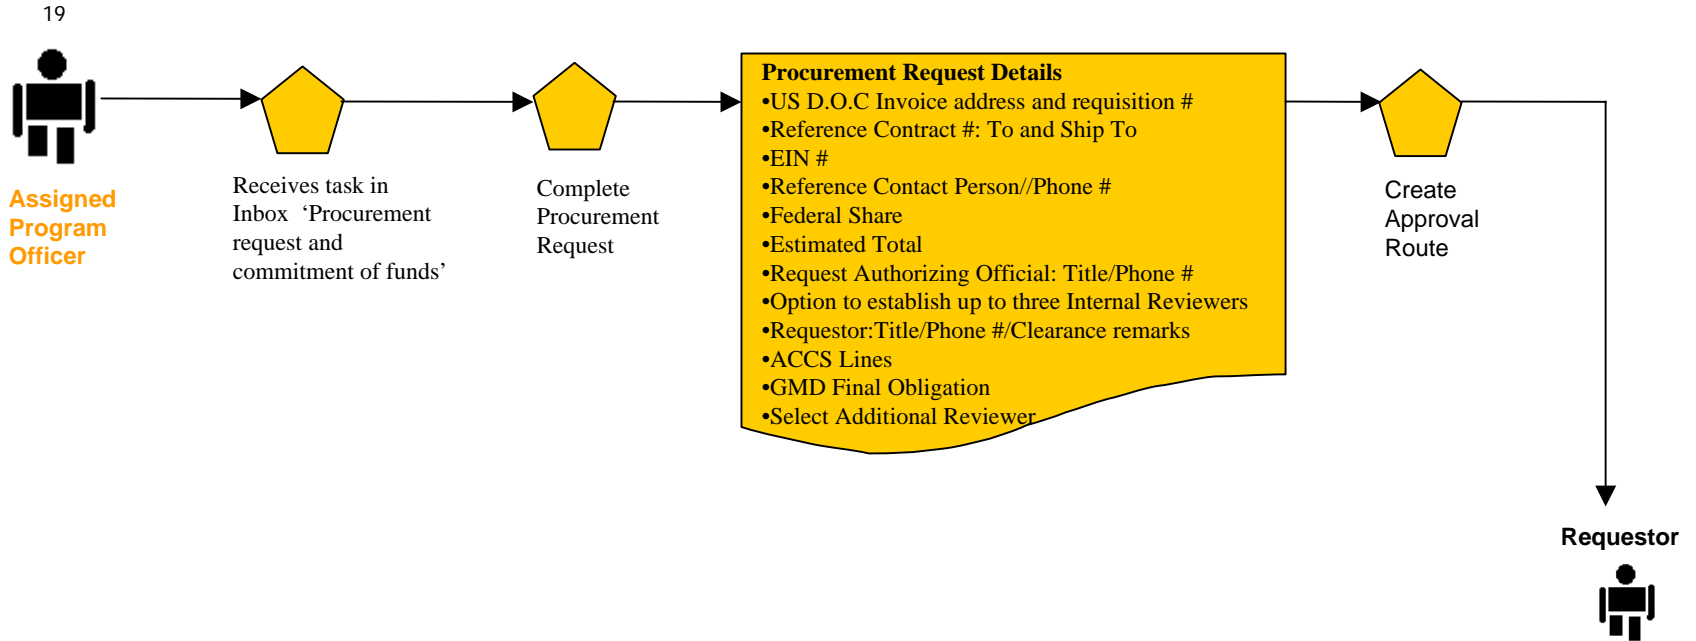 19
Assigned
Program
Officer
Receives task in
Inbox ‘Procurement
request and
commitment of funds’
Complete
Procurement
Request
Procurement Request Details
•US D.O.C Invoice address and requisition #
•Reference Contract #: To and Ship To
•EIN #
•Reference Contact Person//Phone #
•Federal Share
•Estimated Total
•Request Authorizing Official: Title/Phone #
•Option to establish up to three Internal Reviewers
•Requestor:Title/Phone #/Clearance remarks
•ACCS Lines
•GMD Final Obligation
•Select Additional Reviewer
Create
Approval
Route
Requestor